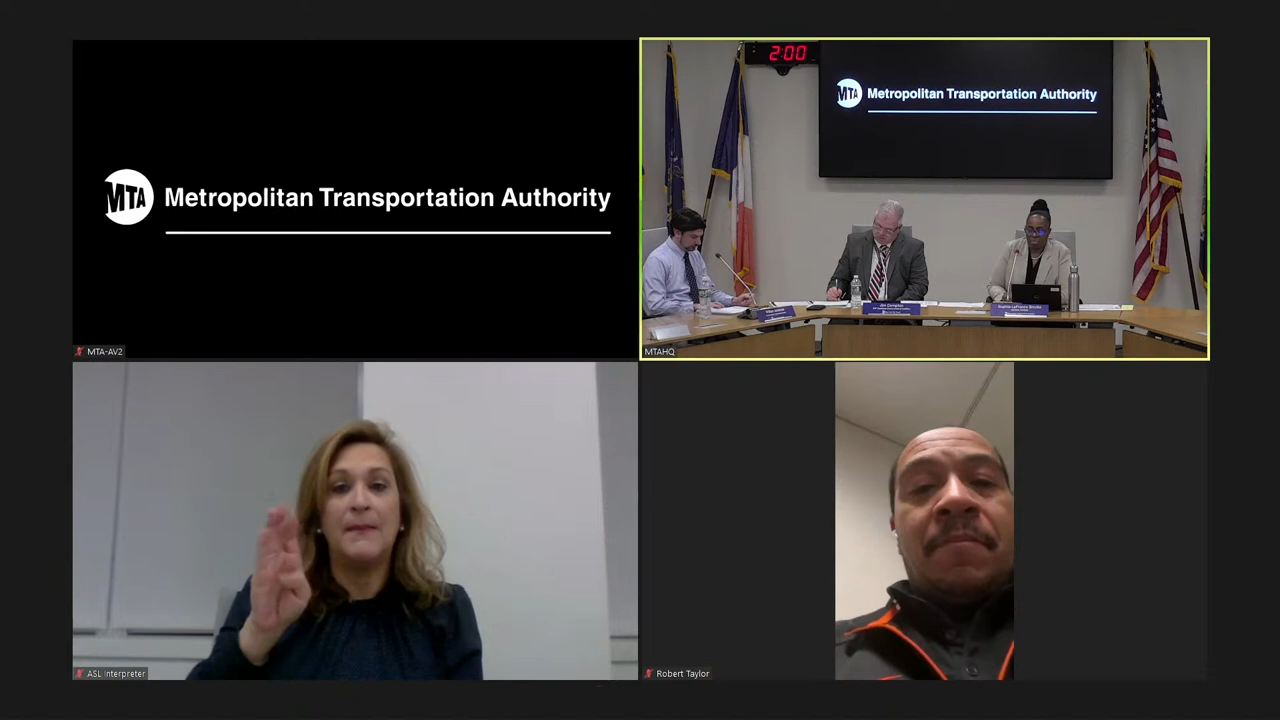 MTA Metropolitan Transportation Authority
MTA-AV2
2:00
MTA Metropolitan Transportation Authority
MTAHQ
ASL Interpreter
Robert Taylor